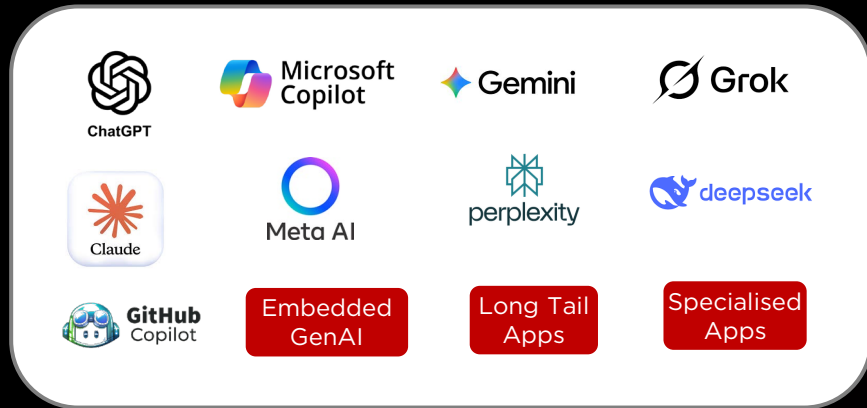 ChatGPT
Microsoft
Copilot
Gemini
Grok
Claude
Meta AI
perplexity
deepseek
GitHub
Copilot
Embedded
GenAI
Long Tail
Apps
Specialised
Apps